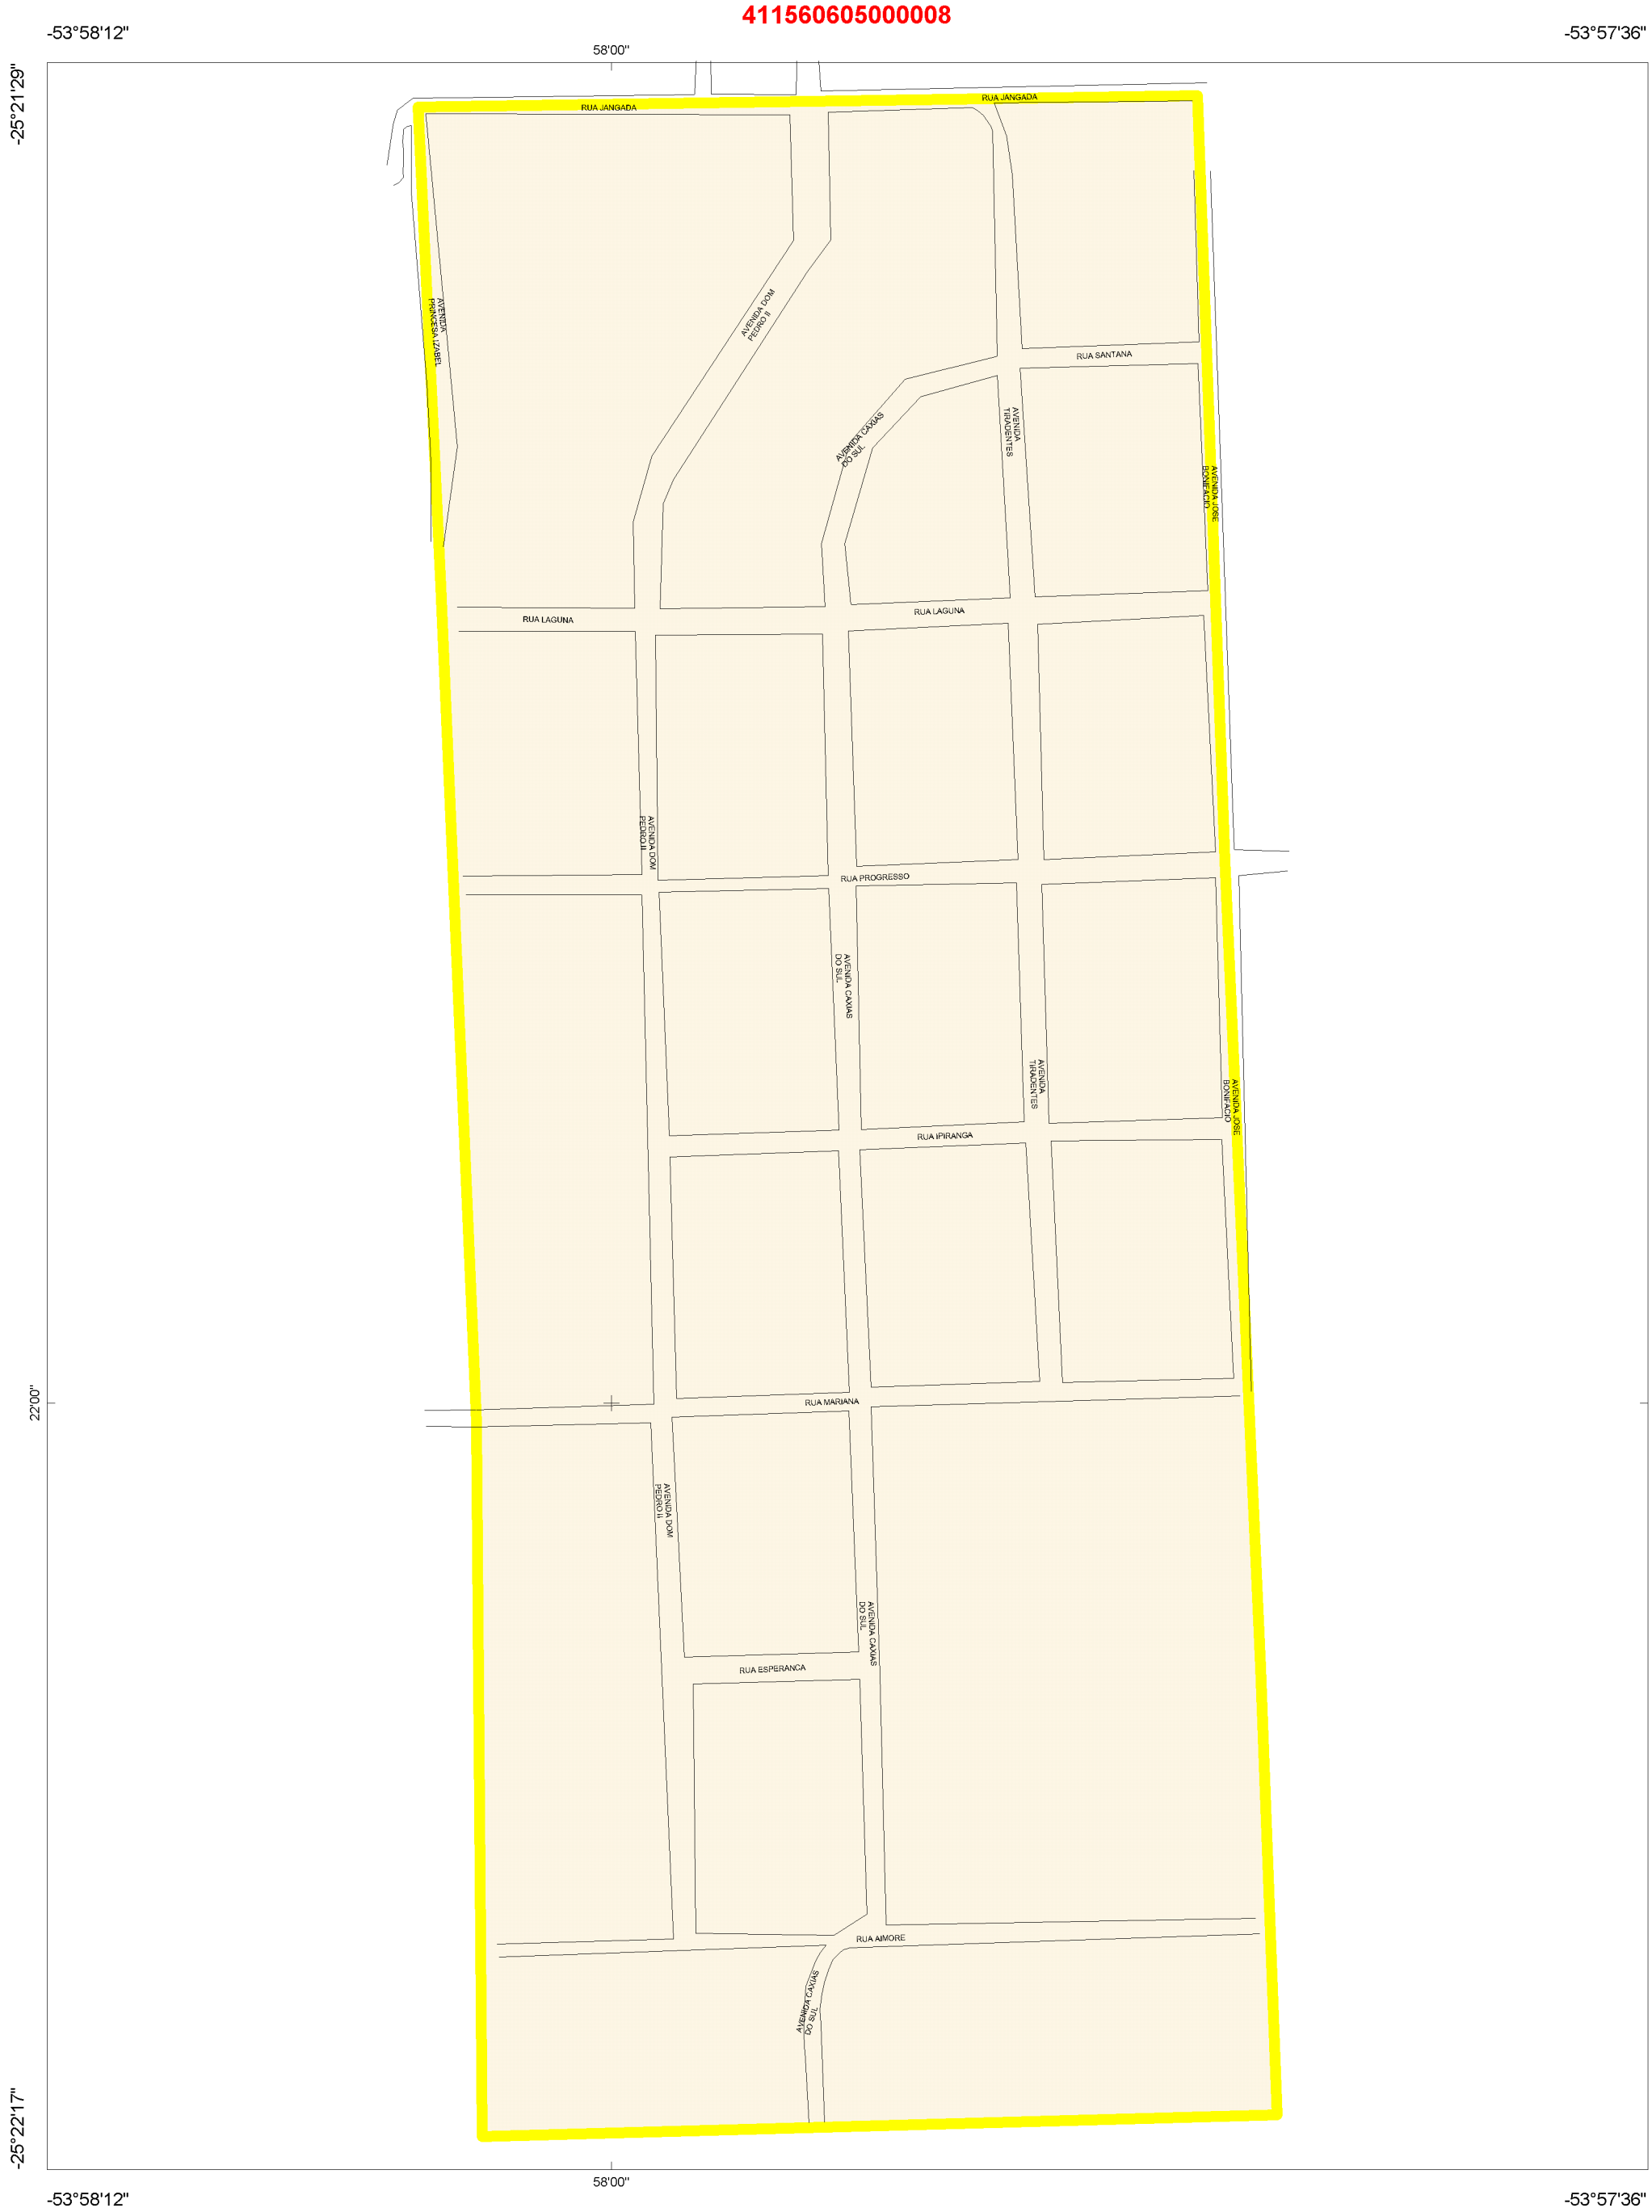 411560605000008
-53°58'12"
-53°57'36"
58'00"
-25°21'29"
RUA JANGADA
RUA JANGADA
AVENIDA
PRINCESA IZABEL
AVENIDA DOM
PEDRO II
RUA SANTANA
AVENIDA CAXIAS
DO SUL
AVENIDA
TIRADENTES
AVENIDA JOSE
BONIFACIO
RUA LAGUNA
RUA LAGUNA
AVENIDA DOM
PEDRO II
RUA PROGRESSO
AVENIDA CAXIAS
DO SUL
AVENIDA
TIRADENTES
AVENIDA JOSE
BONIFACIO
RUA IPIRANGA
22'00"
RUA MARIANA
AVENIDA DOM
PEDRO II
AVENIDA CAXIAS
DO SUL
RUA ESPERANCA
RUA AIMORE
AVENIDA CAXIAS
DO SUL
-25°22'17"
58'00"
-53°58'12"
-53°57'36"